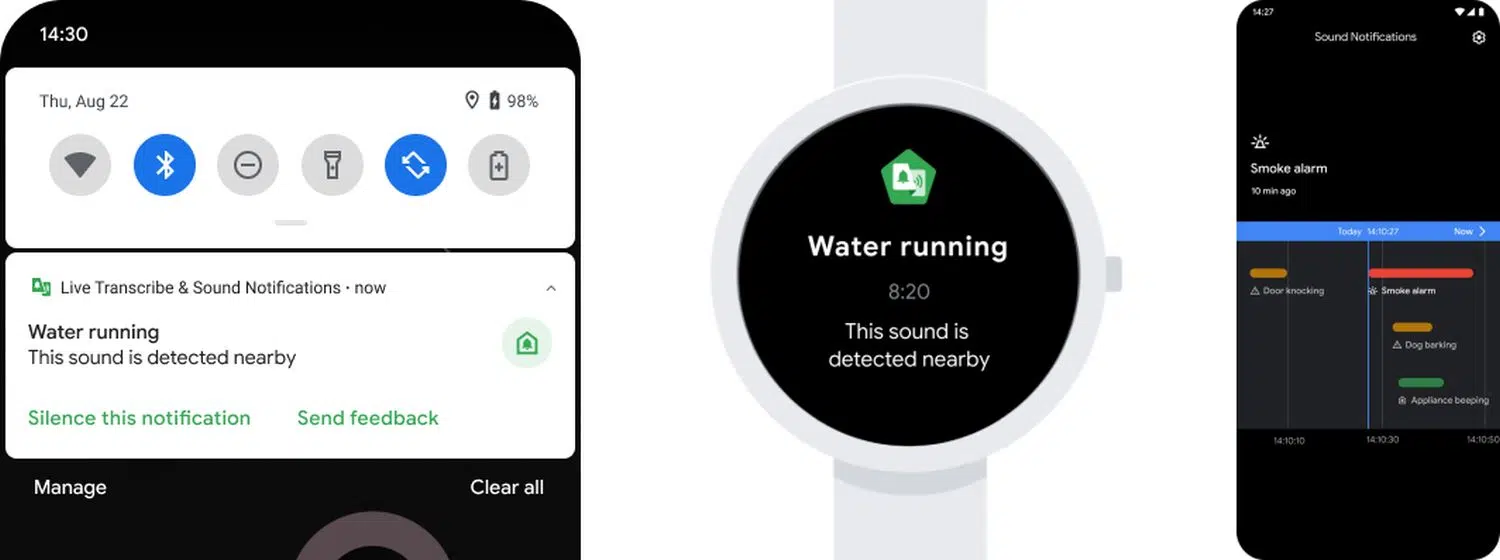 14:30
Thu, Aug 22
98%
Live Transcribe & Sound Notifications · now
Water running
This sound is detected nearby
Silence this notification Send feedback
Manage Clear all
Water running
8:20
This sound is
detected nearby
14:27
Sound Notifications
Smoke alarm
10 min ago
Today 14:10:27 Now
Door knocking
Smoke alarm
Dog barking
Appliance beeping
14:10:10 14:10:30 14:10:50